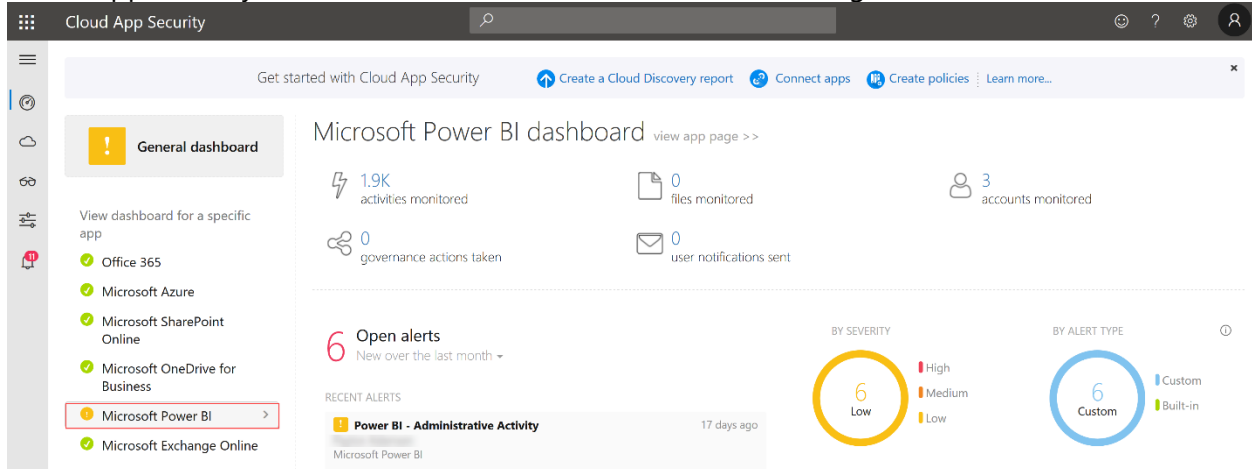 Cloud App Security
Get started with Cloud App Security Create a Cloud Discovery report Connect apps Create policies Learn more...
General dashboard
View dashboard for a specific
app
Office 365
Microsoft Azure
Microsoft SharePoint
Online
Microsoft OneDrive for
Business
Microsoft Power BI
Microsoft Exchange Online
11
Microsoft Power BI dashboard view app page >>
1.9K
activities monitored
0
files monitored
3
accounts monitored
0
governance actions taken
0
user notifications sent
6 Open alerts
New over the last month
RECENT ALERTS
Power BI - Administrative Activity 17 days ago
Microsoft Power BI
BY SEVERITY
6
Low
High
Medium
Low
BY ALERT TYPE
6
Custom
Custom
Built-in